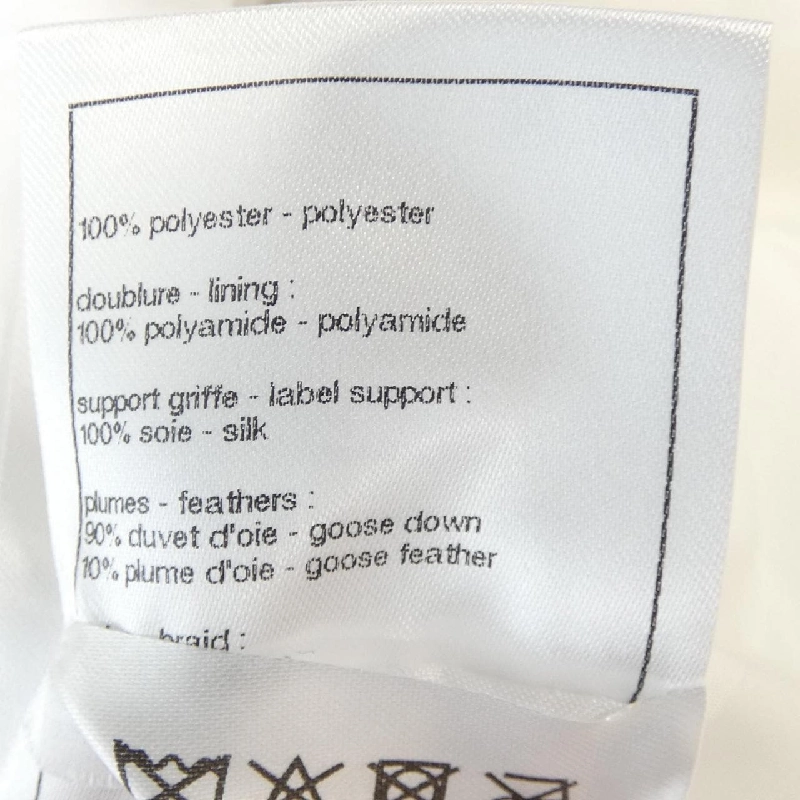 100% polyester - polyester
doublure - lining :
100% polyamide - polyamide
support griffe - label support :
100% soie - silk
plumes - feathers :
90% duvet d'oie - goose down
10% plume d'oie - goose feather
braid :